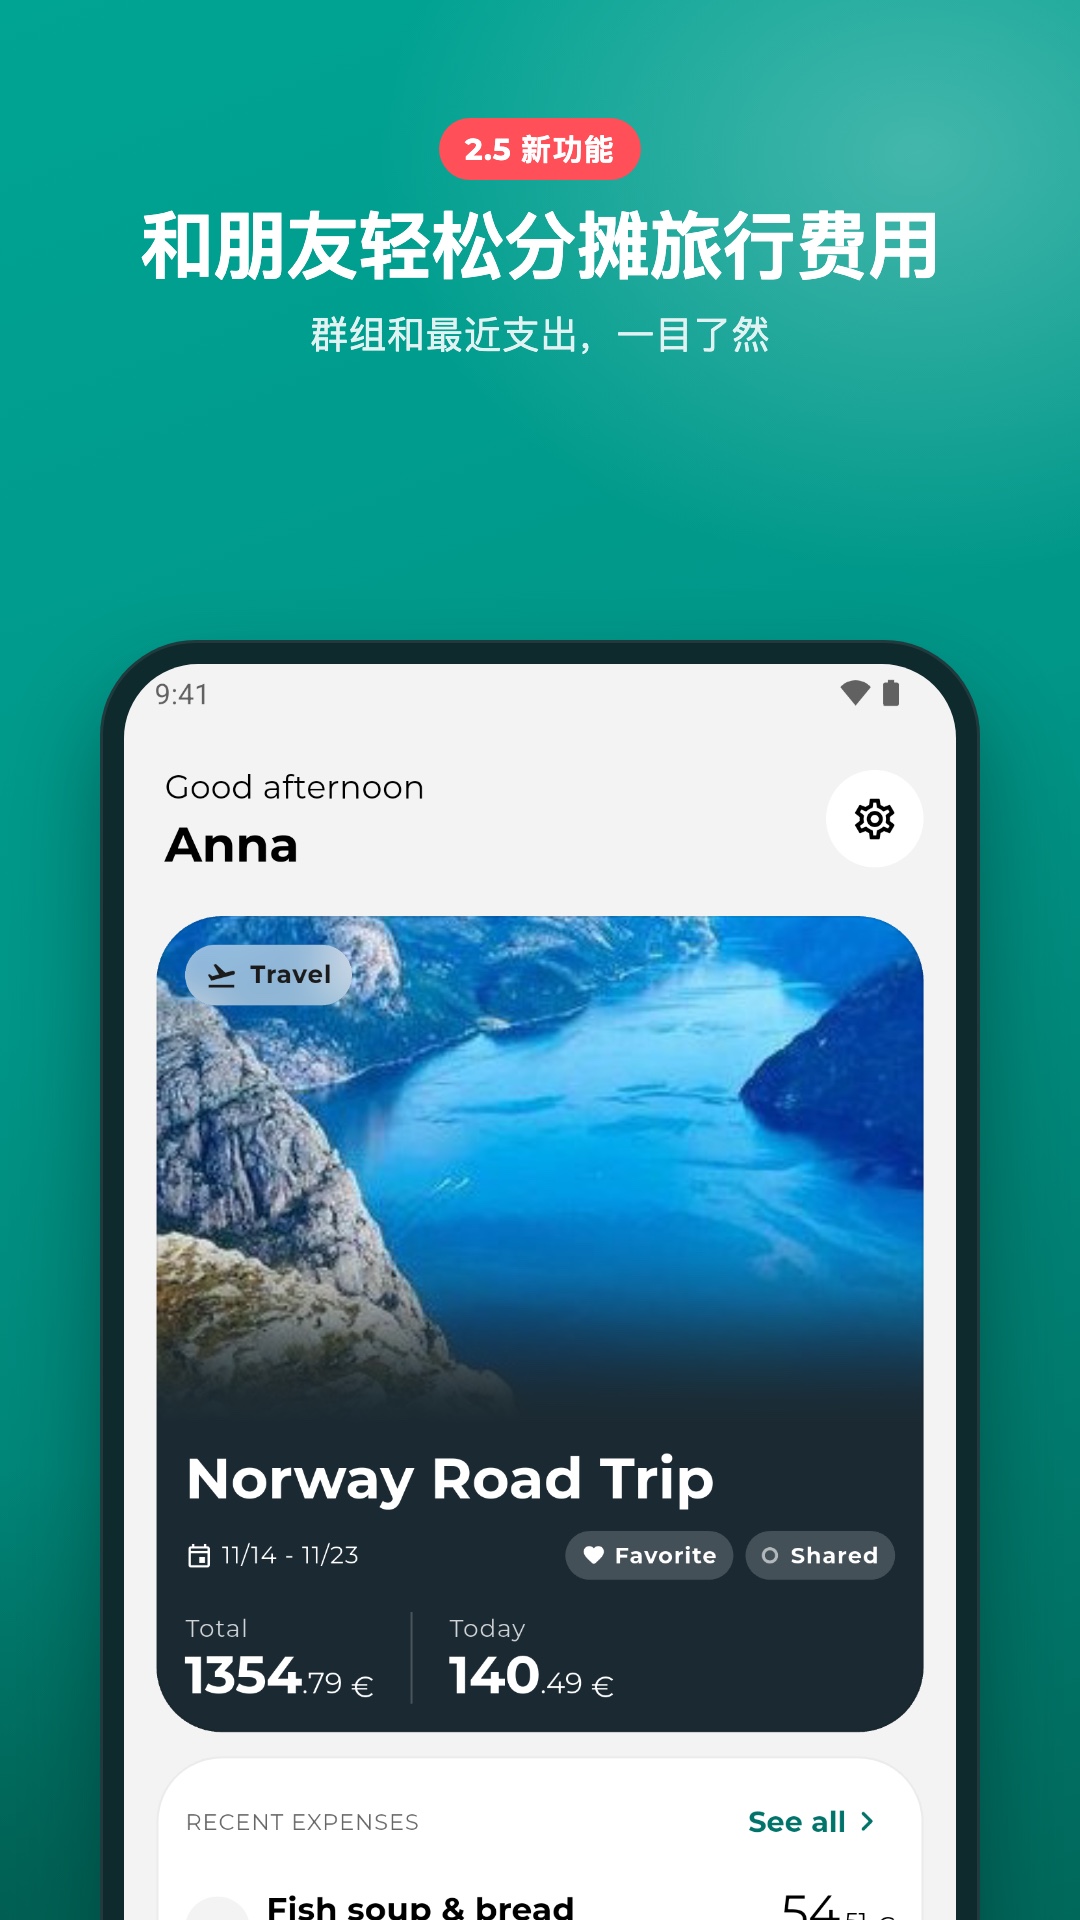 2.5 新功能
和朋友轻松分摊旅行费用
群组和最近支出，一目了然
9:41
Good afternoon
Anna
Travel
Norway Road Trip
11/14 - 11/23
Favorite
Shared
Total
Today
1354.79 €
140.49 €
RECENT EXPENSES
See all
Fish soup & bread
54.51 €